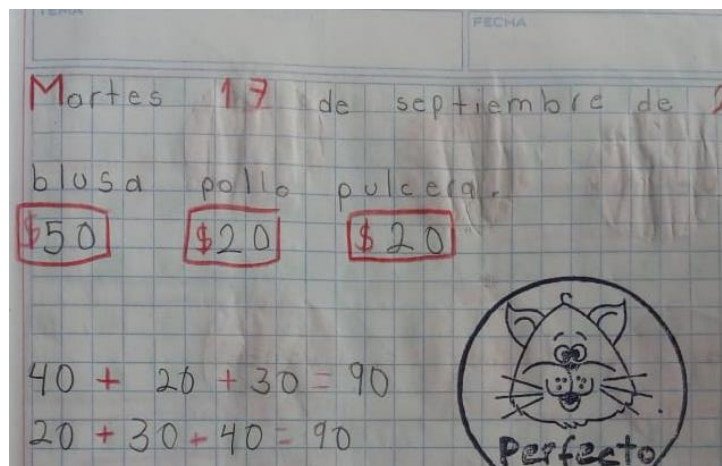 FECHA
Martes 17 de septiembre de
blusa pollo pulcera.
$50 $20 $20
40 + 20 + 30 = 90
20 + 30 + 40 = 90
Perfecto